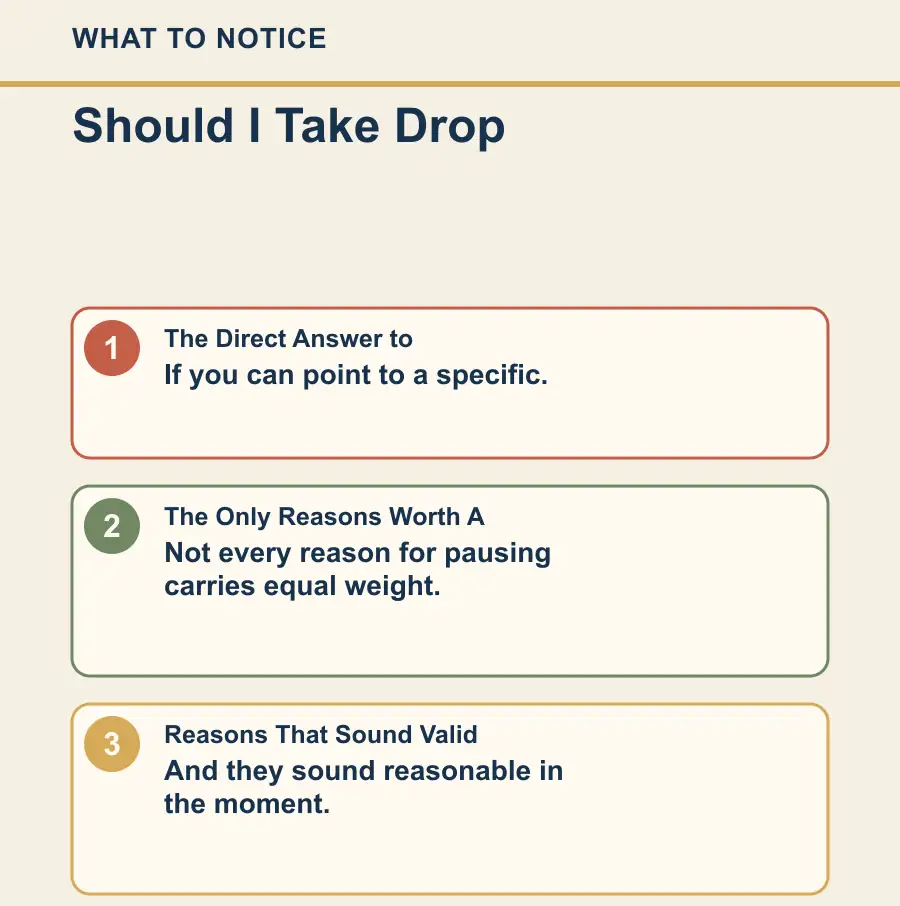 WHAT TO NOTICE
Should I Take Drop
1
The Direct Answer to
If you can point to a specific.
2
The Only Reasons Worth A
Not every reason for pausing
carries equal weight.
3
Reasons That Sound Valid
And they sound reasonable in
the moment.